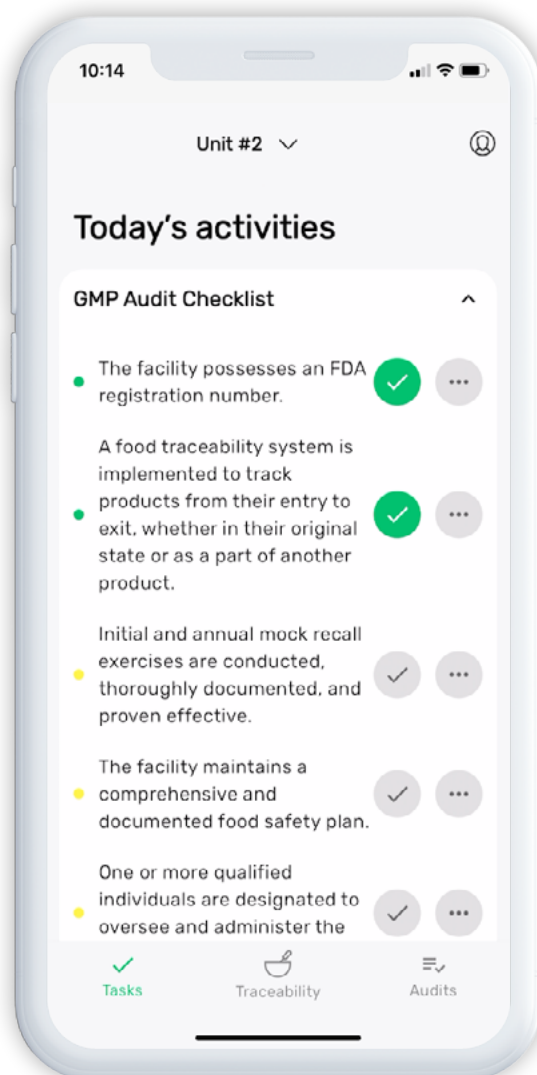 10:14
Unit #2
Today's activities
GMP Audit Checklist
The facility possesses an FDA
registration number.
A food traceability system is
implemented to track
products from their entry to
exit, whether in their original
state or as a part of another
product.
Initial and annual mock recall
exercises are conducted,
thoroughly documented, and
proven effective.
The facility maintains a
comprehensive and
documented food safety plan.
One or more qualified
individuals are designated to
oversee and administer the
Tasks
Traceability
Audits